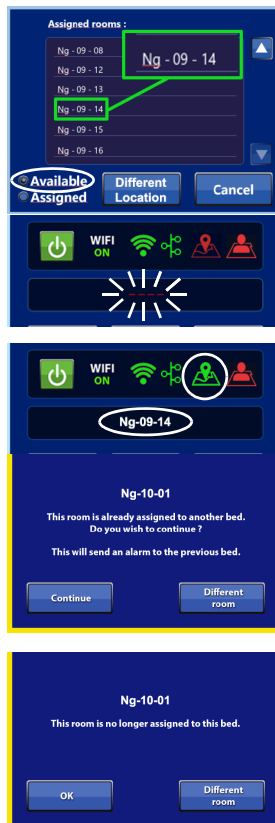 Assigned rooms :
Ng - 09 - 08
Ng - 09 - 12
Ng - 09 - 13
Ng - 09 - 14
Ng - 09 - 15
Ng - 09 - 16
Ng - 09 - 14
Available
Assigned
Different
Location
Cancel
WIFI
ON
----
WIFI
ON
Ng-09-14
Ng-10-01
This room is already assigned to another bed.
Do you wish to continue ?
This will send an alarm to the previous bed.
Continue
Different
room
Ng-10-01
This room is no longer assigned to this bed.
OK
Different
room